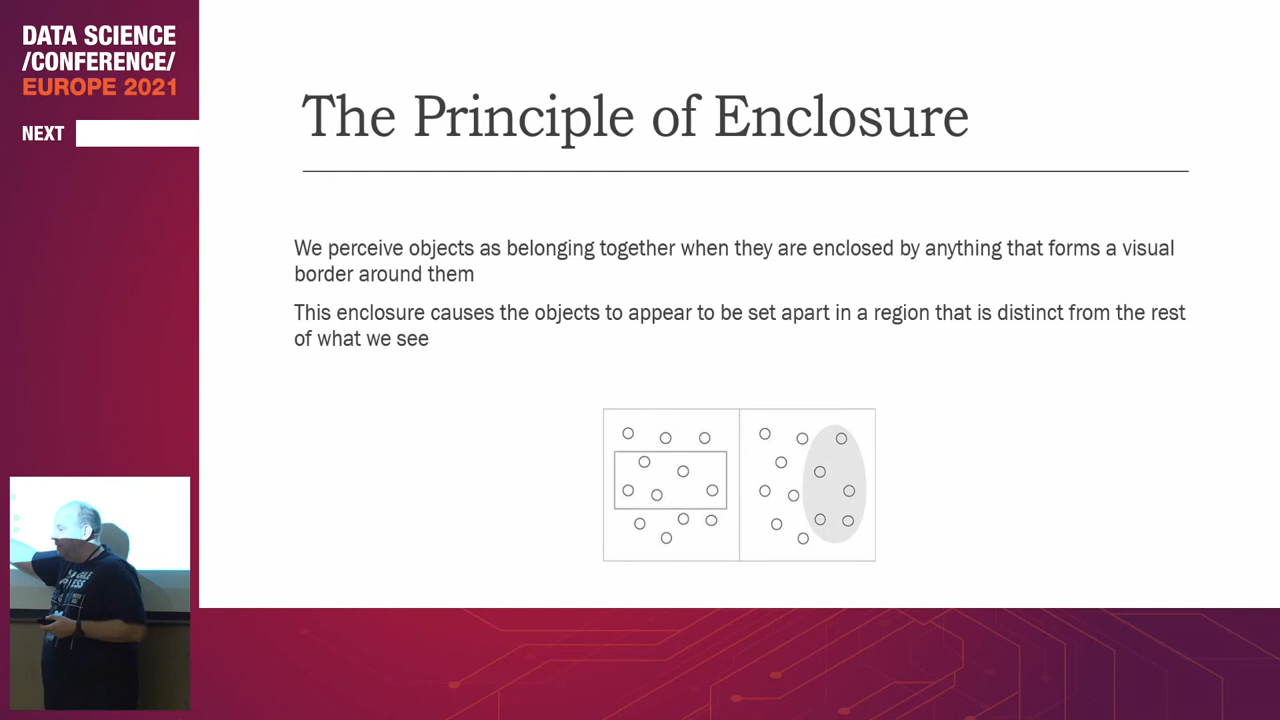 DATA SCIENCE
/CONFERENCE/
EUROPE 2021
NEXT
The Principle of Enclosure
We perceive objects as belonging together when they are enclosed by anything that forms a visual
border around them
This enclosure causes the objects to appear to be set apart in a region that is distinct from the rest
of what we see